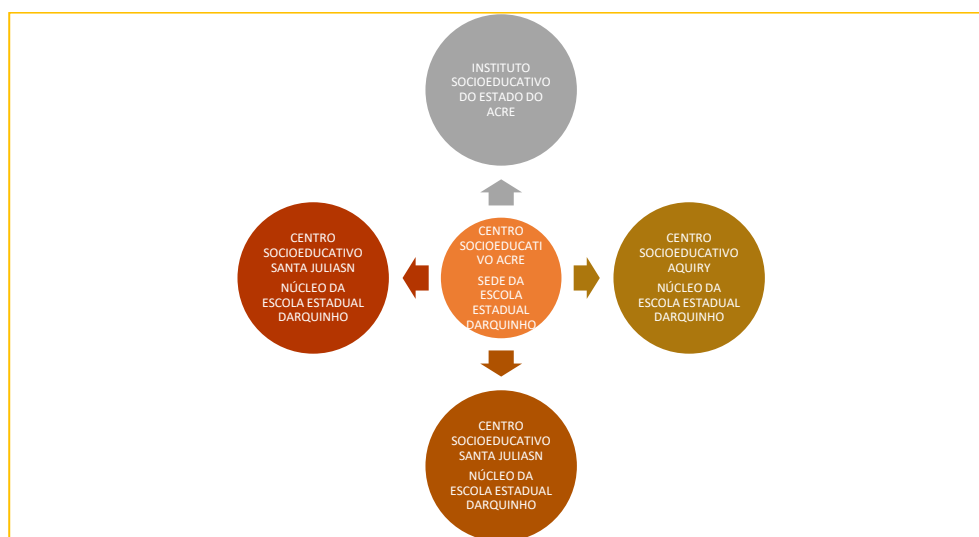 INSTITUTO
SOCIOEDUCATIVO
DO ESTADO DO
ACRE
CENTRO
SOCIOEDUCATIVO
SANTA JULIASN
NÚCLEO DA
ESCOLA ESTADUAL
DARQUINHO
CENTRO
SOCIOEDUCATI
VO ACRE
SEDE DA
ESCOLA
ESTADUAL
DARQUINHO
CENTRO
SOCIOEDUCATIVO
AQUIRY
NÚCLEO DA
ESCOLA ESTADUAL
DARQUINHO
CENTRO
SOCIOEDUCATIVO
SANTA JULIASN
NÚCLEO DA
ESCOLA ESTADUAL
DARQUINHO